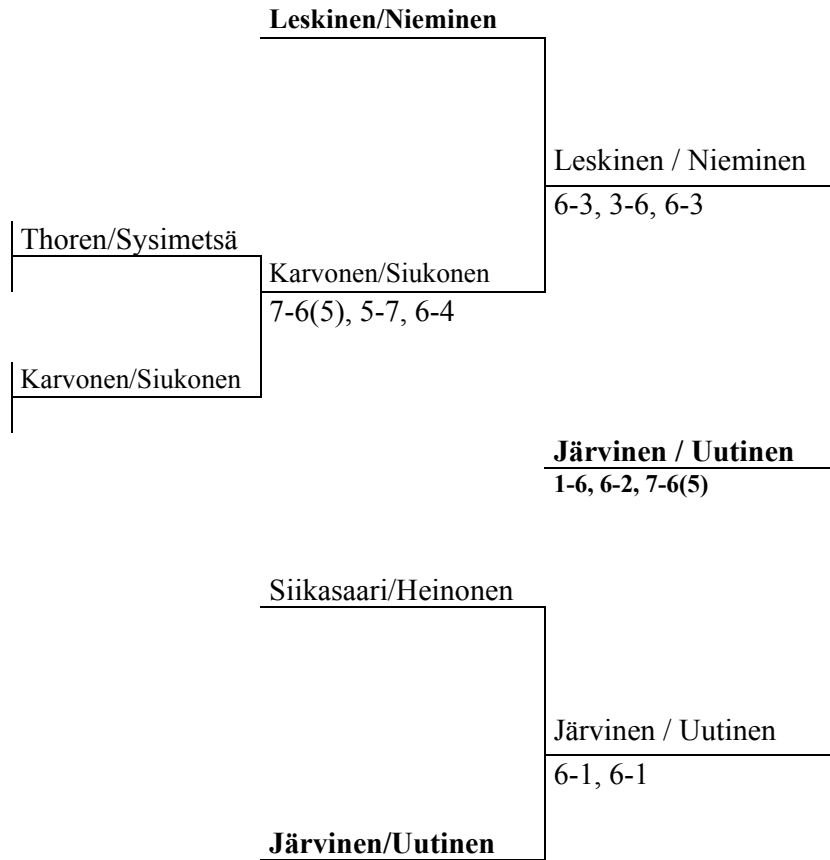 Leskinen/Nieminen
Leskinen / Nieminen
6-3, 3-6, 6-3
Thoren/Sysimetsä
Karvonen/Siukonen
7-6(5), 5-7, 6-4
Karvonen/Siukonen
Järvinen / Uutinen
1-6, 6-2, 7-6(5)
Siikasaari/Heinonen
Järvinen / Uutinen
6-1, 6-1
Järvinen/Uutinen